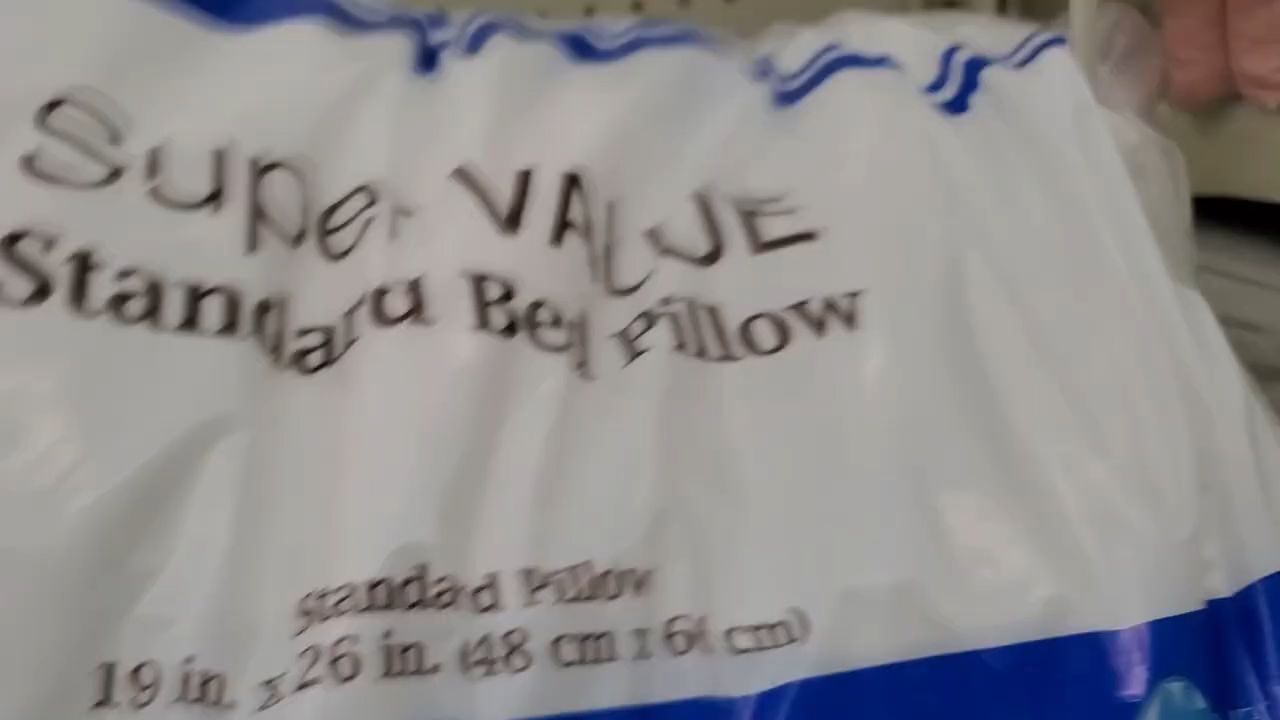 Super VALUE
Standard Bed Pillow
Standard Pillow
19 in. x 26 in. (48 cm x 66 cm)